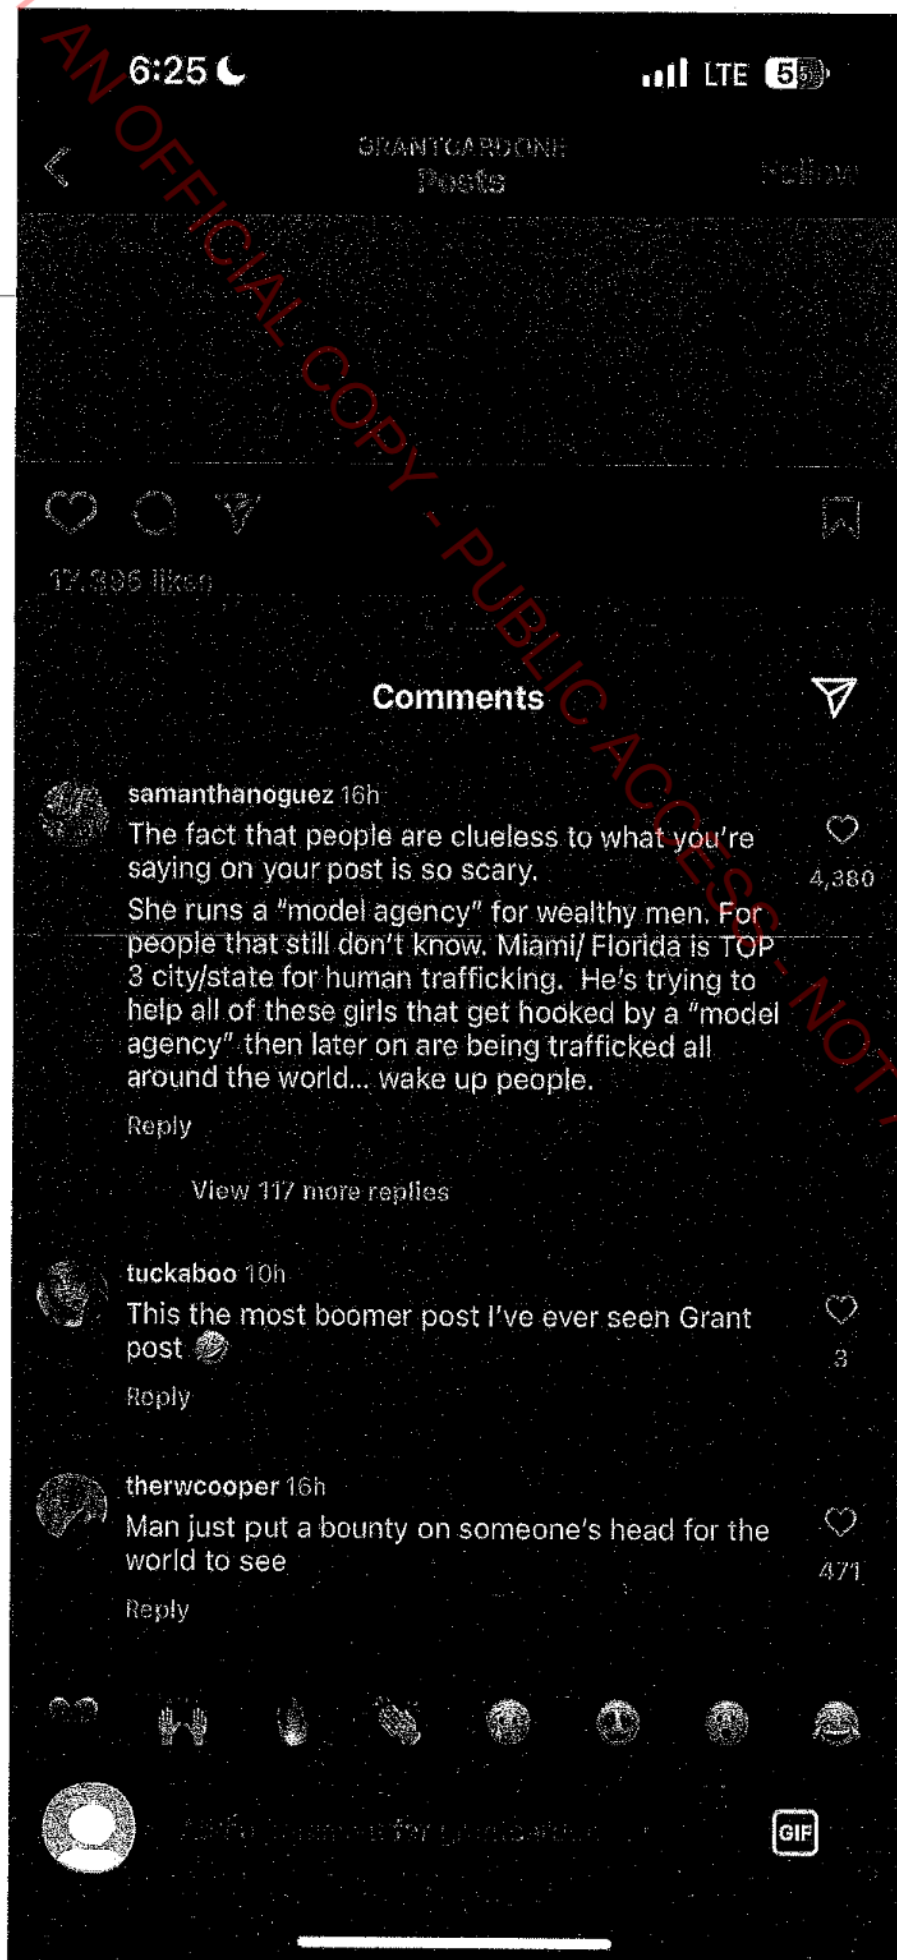 6:25
LTE 55
GRANTCARDONE
Posts
Follow
likes
Comments
samanthanoguez 16h
The fact that people are clueless to what you're
saying on your post is so scary.
4,380
She runs a "model agency" for wealthy men. For
people that still don't know. Miami/ Florida is TOP
3 city/state for human trafficking. He's trying to
help all of these girls that get hooked by a "model
agency" then later on are being trafficked all
around the world... wake up people.
Reply
View 117 more replies
tuckaboo 10h
This the most boomer post I've ever seen Grant
post
3
Reply
therwcooper 16h
Man just put a bounty on someone's head for the
world to see
471
Reply
for
GIF
AN OFFICIAL COPY - PUBLIC ACCESS - NOT